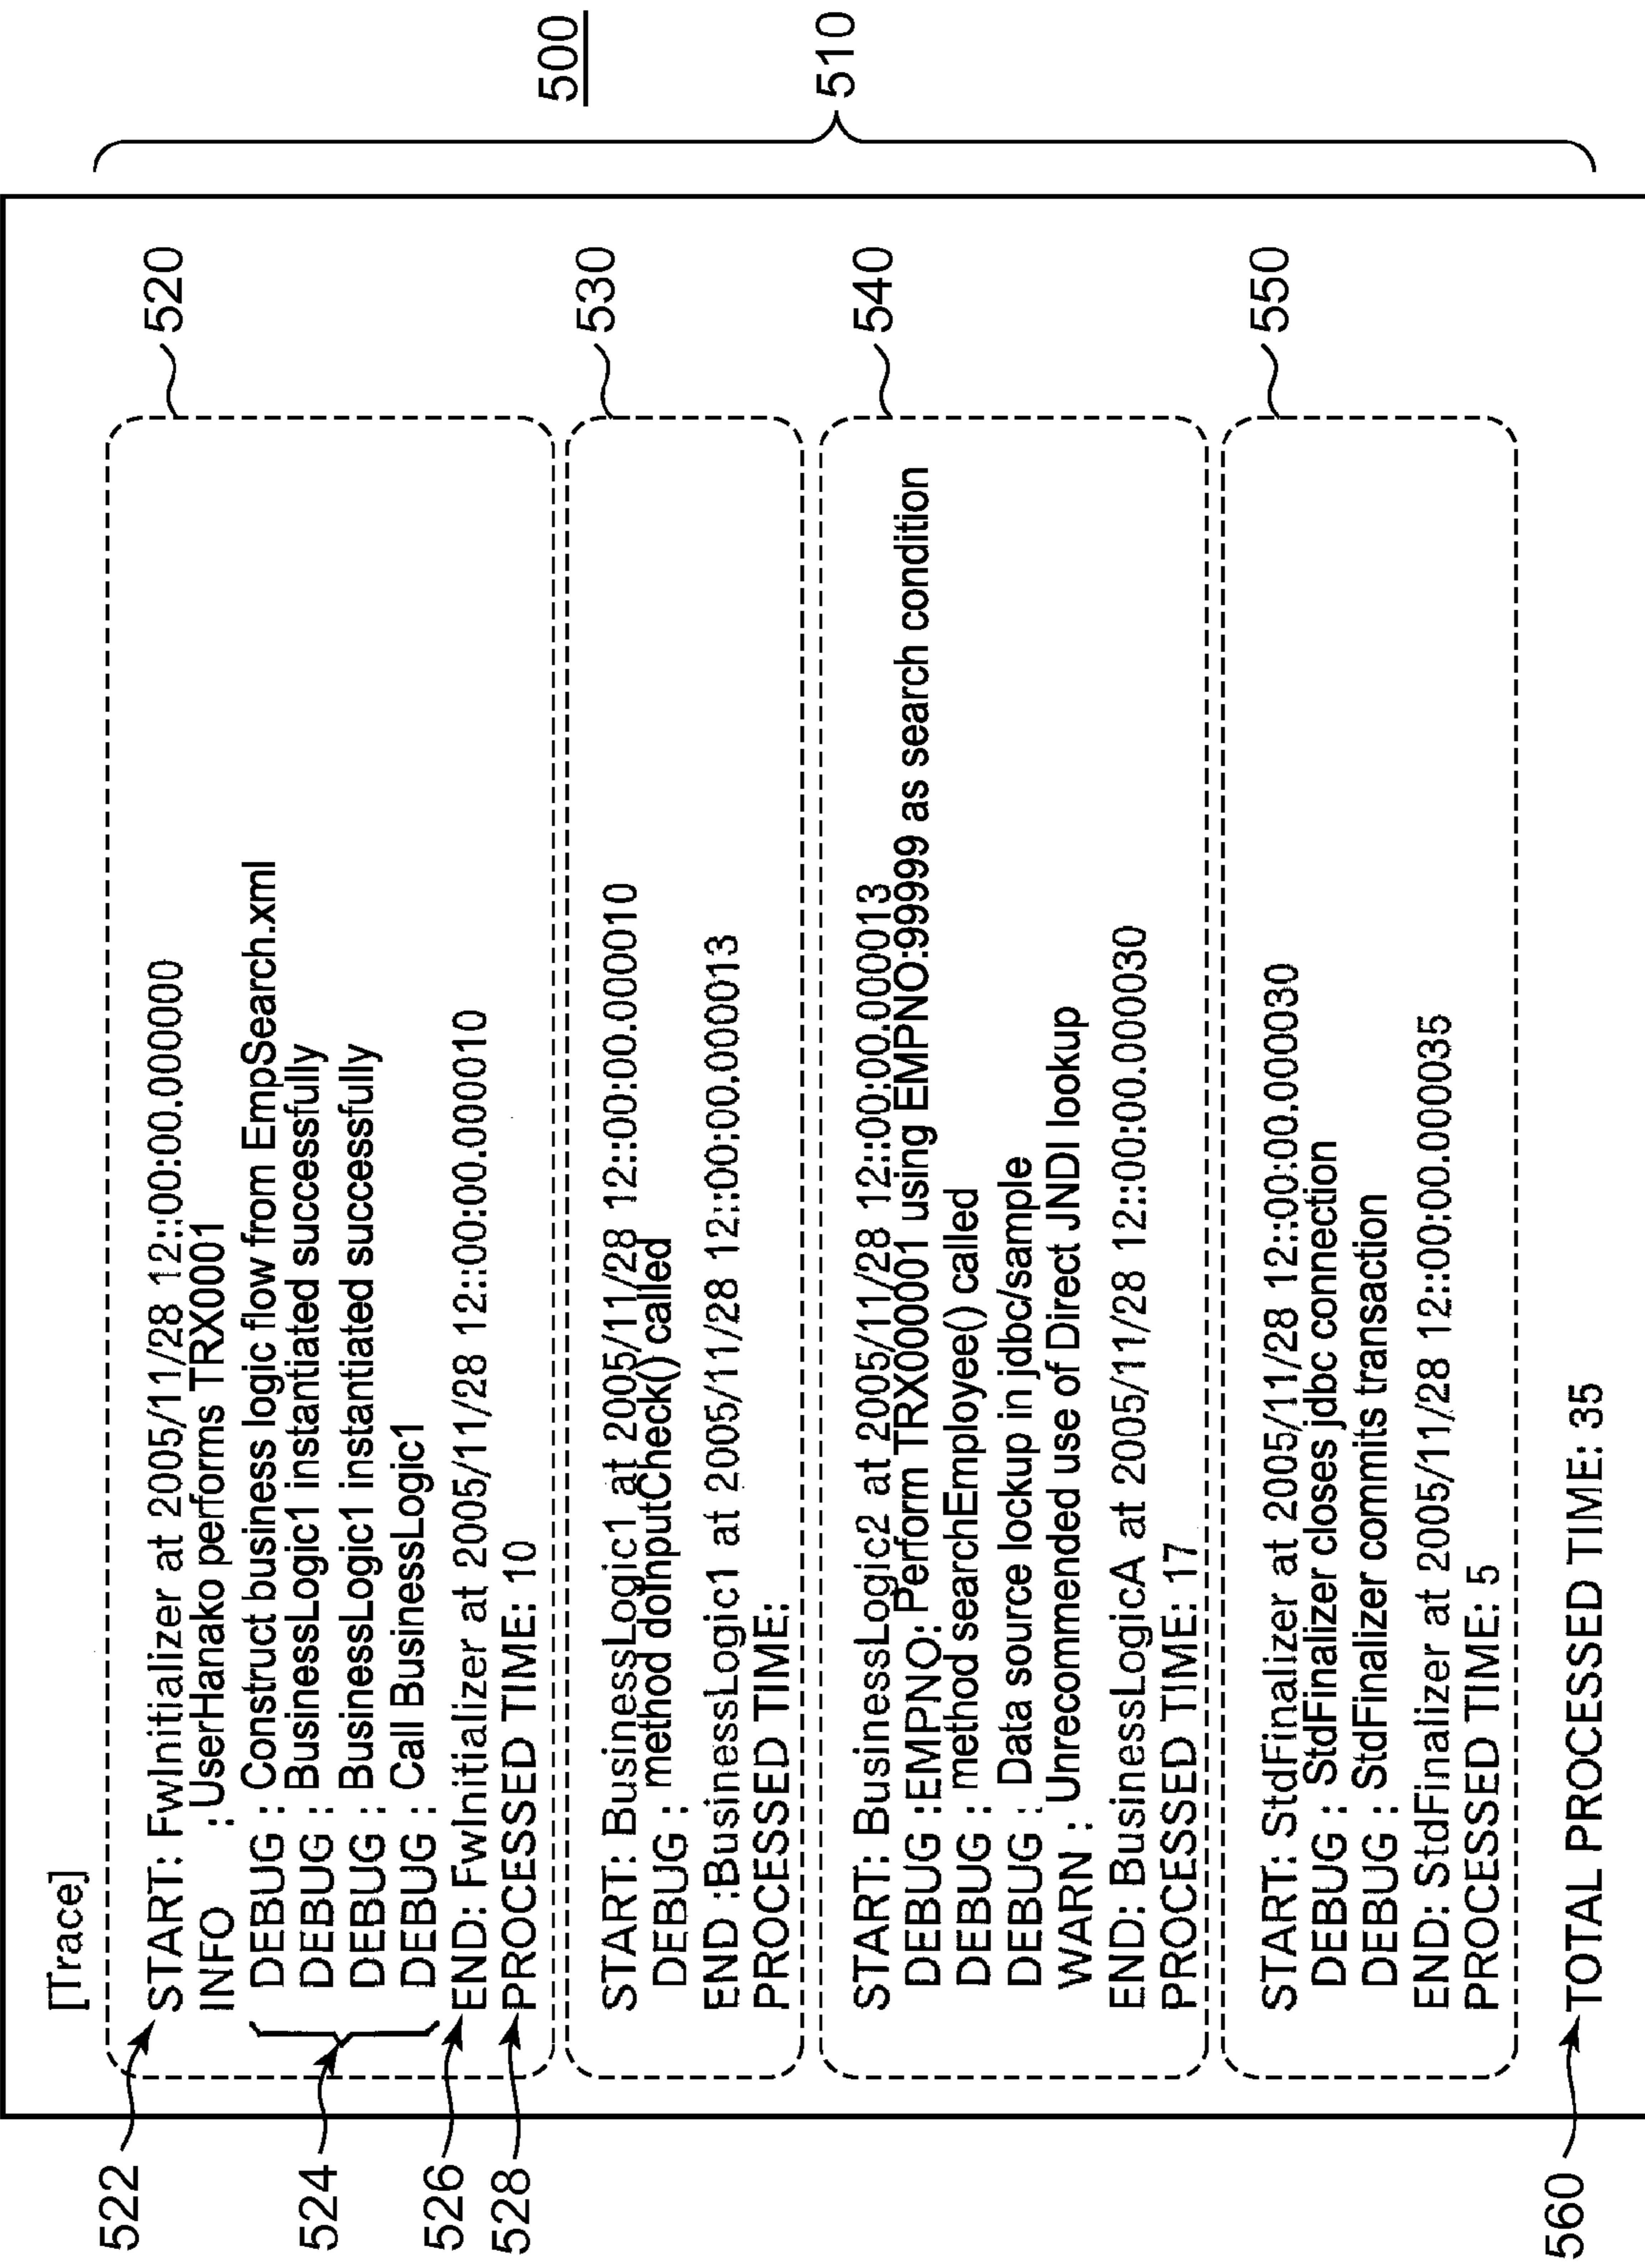 500
510
[Trace]
522
520
START: FwInitializer at 2005/11/28 12::00:00.000000
INFO : UserHanako performs TRX0001
524
DEBUG : Construct business logic flow from EmpSearch.xml
DEBUG : BusinessLogic1 instantiated successfully
DEBUG : BusinessLogic1 instantiated successfully
DEBUG : Call BusinessLogic1
526
END: FwInitializer at 2005/11/28 12::00:00.000010
528
PROCESSED TIME: 10
530
START: BusinessLogic1 at 2005/11/28 12::00:00.000010
DEBUG : method doInputCheck() called
END :BusinessLogic1 at 2005/11/28 12::00:00.000013
PROCESSED TIME:
540
START: BusinessLogic2 at 2005/11/28 12::00:00.000013
DEBUG :EMPNO: Perform TRX00001 using EMPNO:99999 as search condition
DEBUG : method searchEmployee() called
DEBUG : Data source lockup in jdbc/sample
WARN : Unrecommended use of Direct JNDI lookup
END: BusinessLogicA at 2005/11/28 12::00:00.000030
PROCESSED TIME: 17
550
START: StdFinalizer at 2005/11/28 12::00:00.000030
DEBUG : StdFinalizer closes jdbc connection
DEBUG : StdFinalizer commits transaction
END: StdFinalizer at 2005/11/28 12::00:00.000035
PROCESSED TIME: 5
560
TOTAL PROCESSED TIME: 35